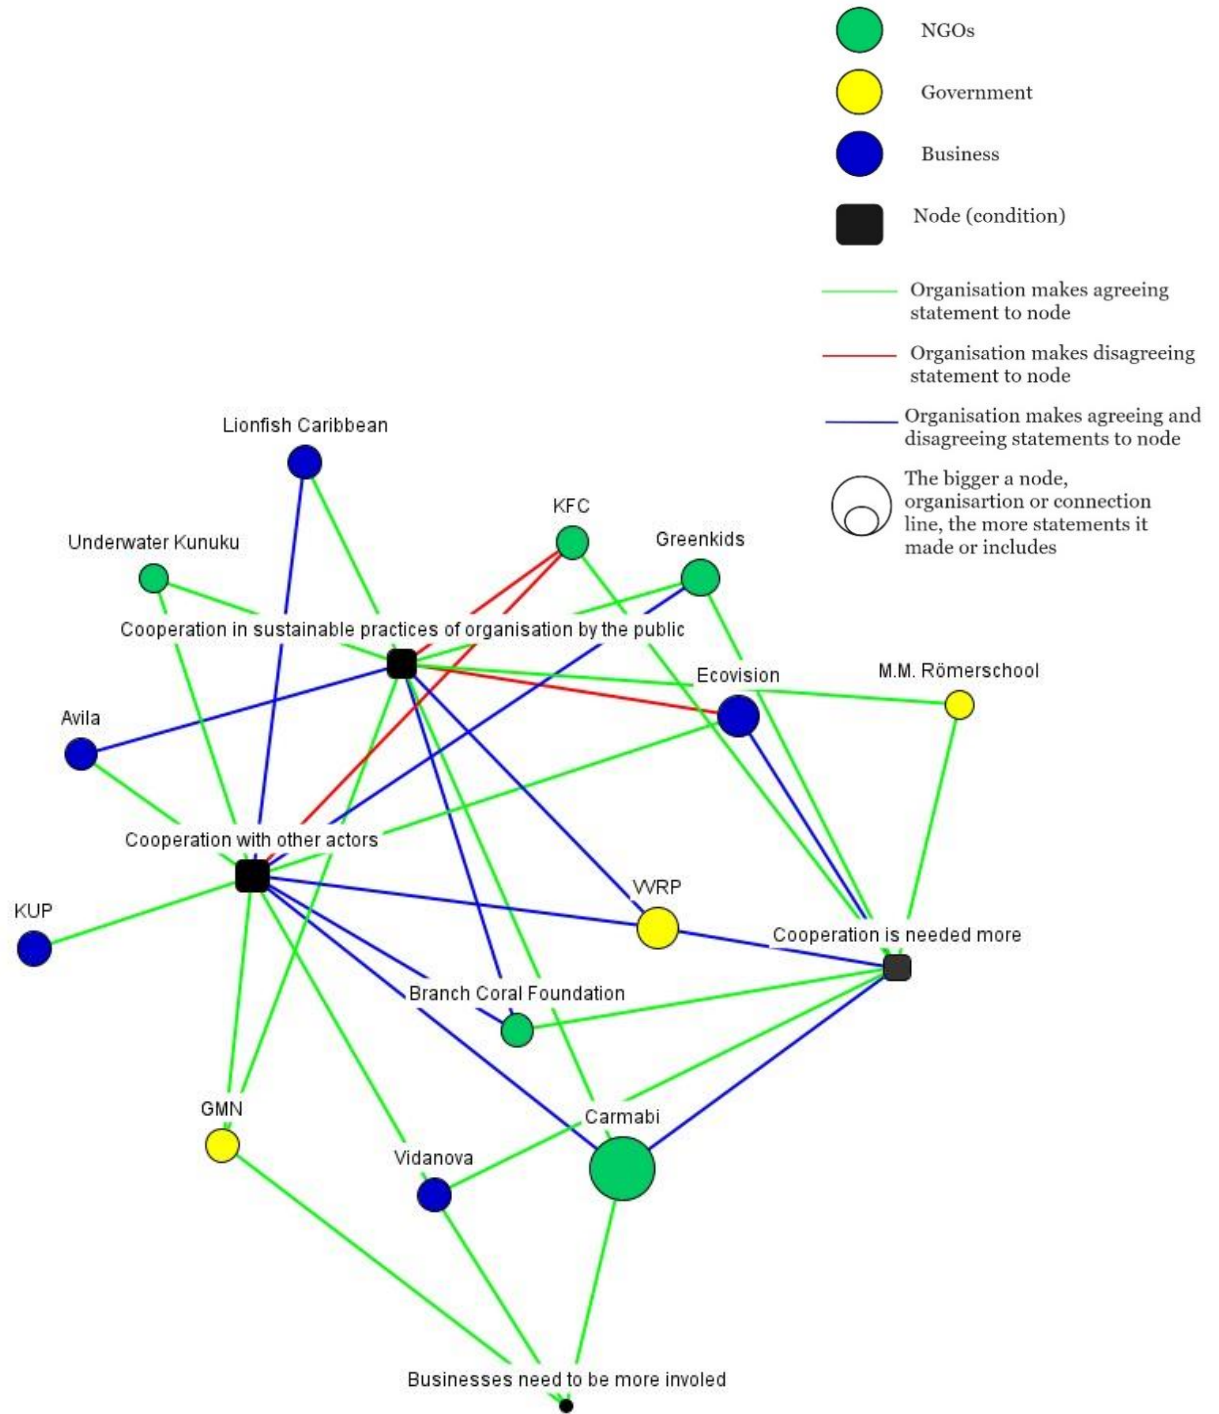 NGOs
Government
Business
Node (condition)
Organisation makes agreeing
statement to node
Organisation makes disagreeing
statement to node
Organisation makes agreeing and
disagreeing statements to node
The bigger a node,
organisartion or connection
line, the more statements it
made or includes
Lionfish Caribbean
KFC
Greenkids
Underwater Kunuku
Cooperation in sustainable practices of organisation by the public
Ecovision
M.M. Römerschool
Avila
Cooperation with other actors
VVRP
KUP
Cooperation is needed more
Branch Coral Foundation
GMN
Carmabi
Vidanova
Businesses need to be more involed